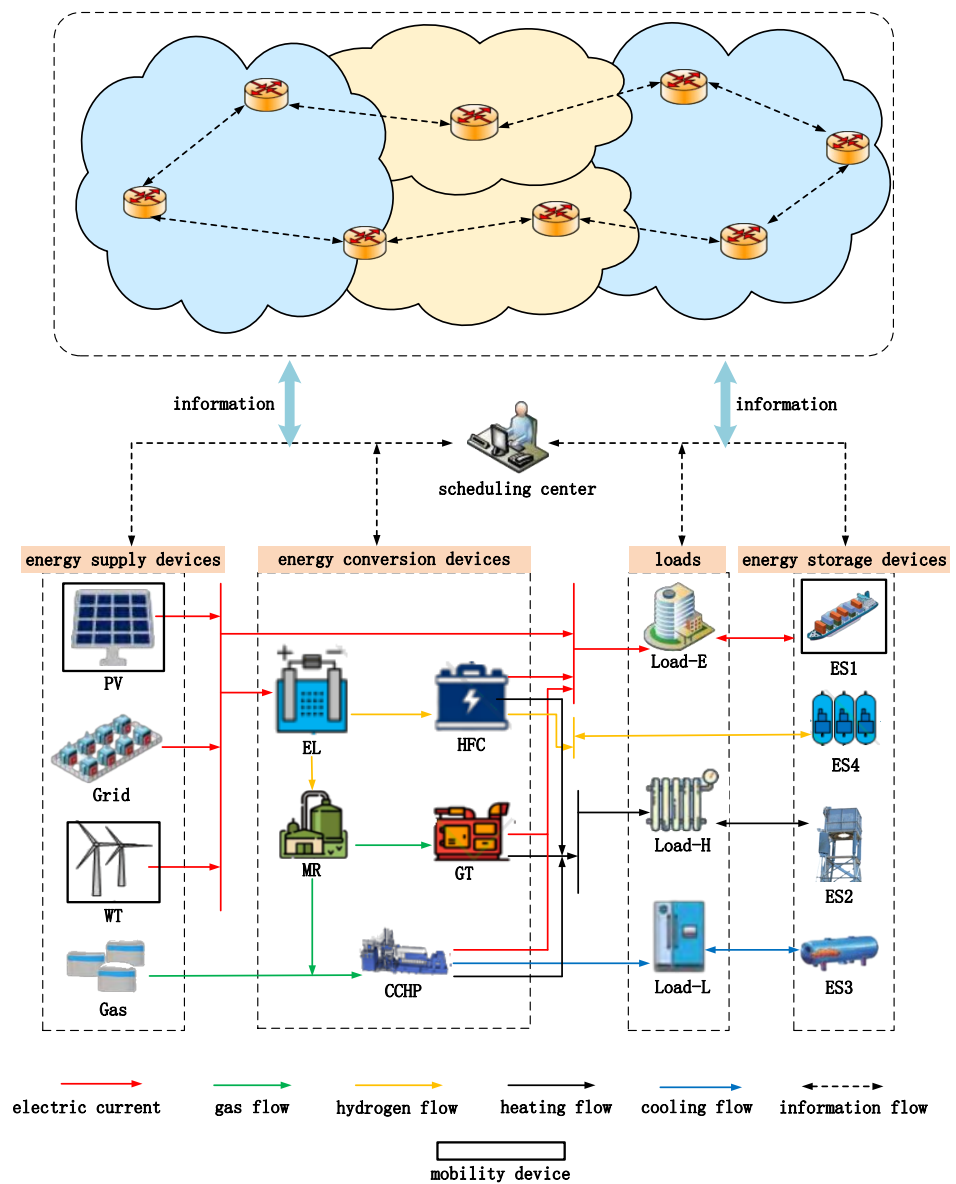 information
information
scheduling center
energy supply devices
energy conversion devices
loads
energy storage devices
PV
Grid
WT
Gas
EL
HFC
MR
GT
CCHP
Load-E
Load-H
Load-L
ES1
ES4
ES2
ES3
electric current
gas flow
hydrogen flow
heating flow
cooling flow
information flow
mobility device